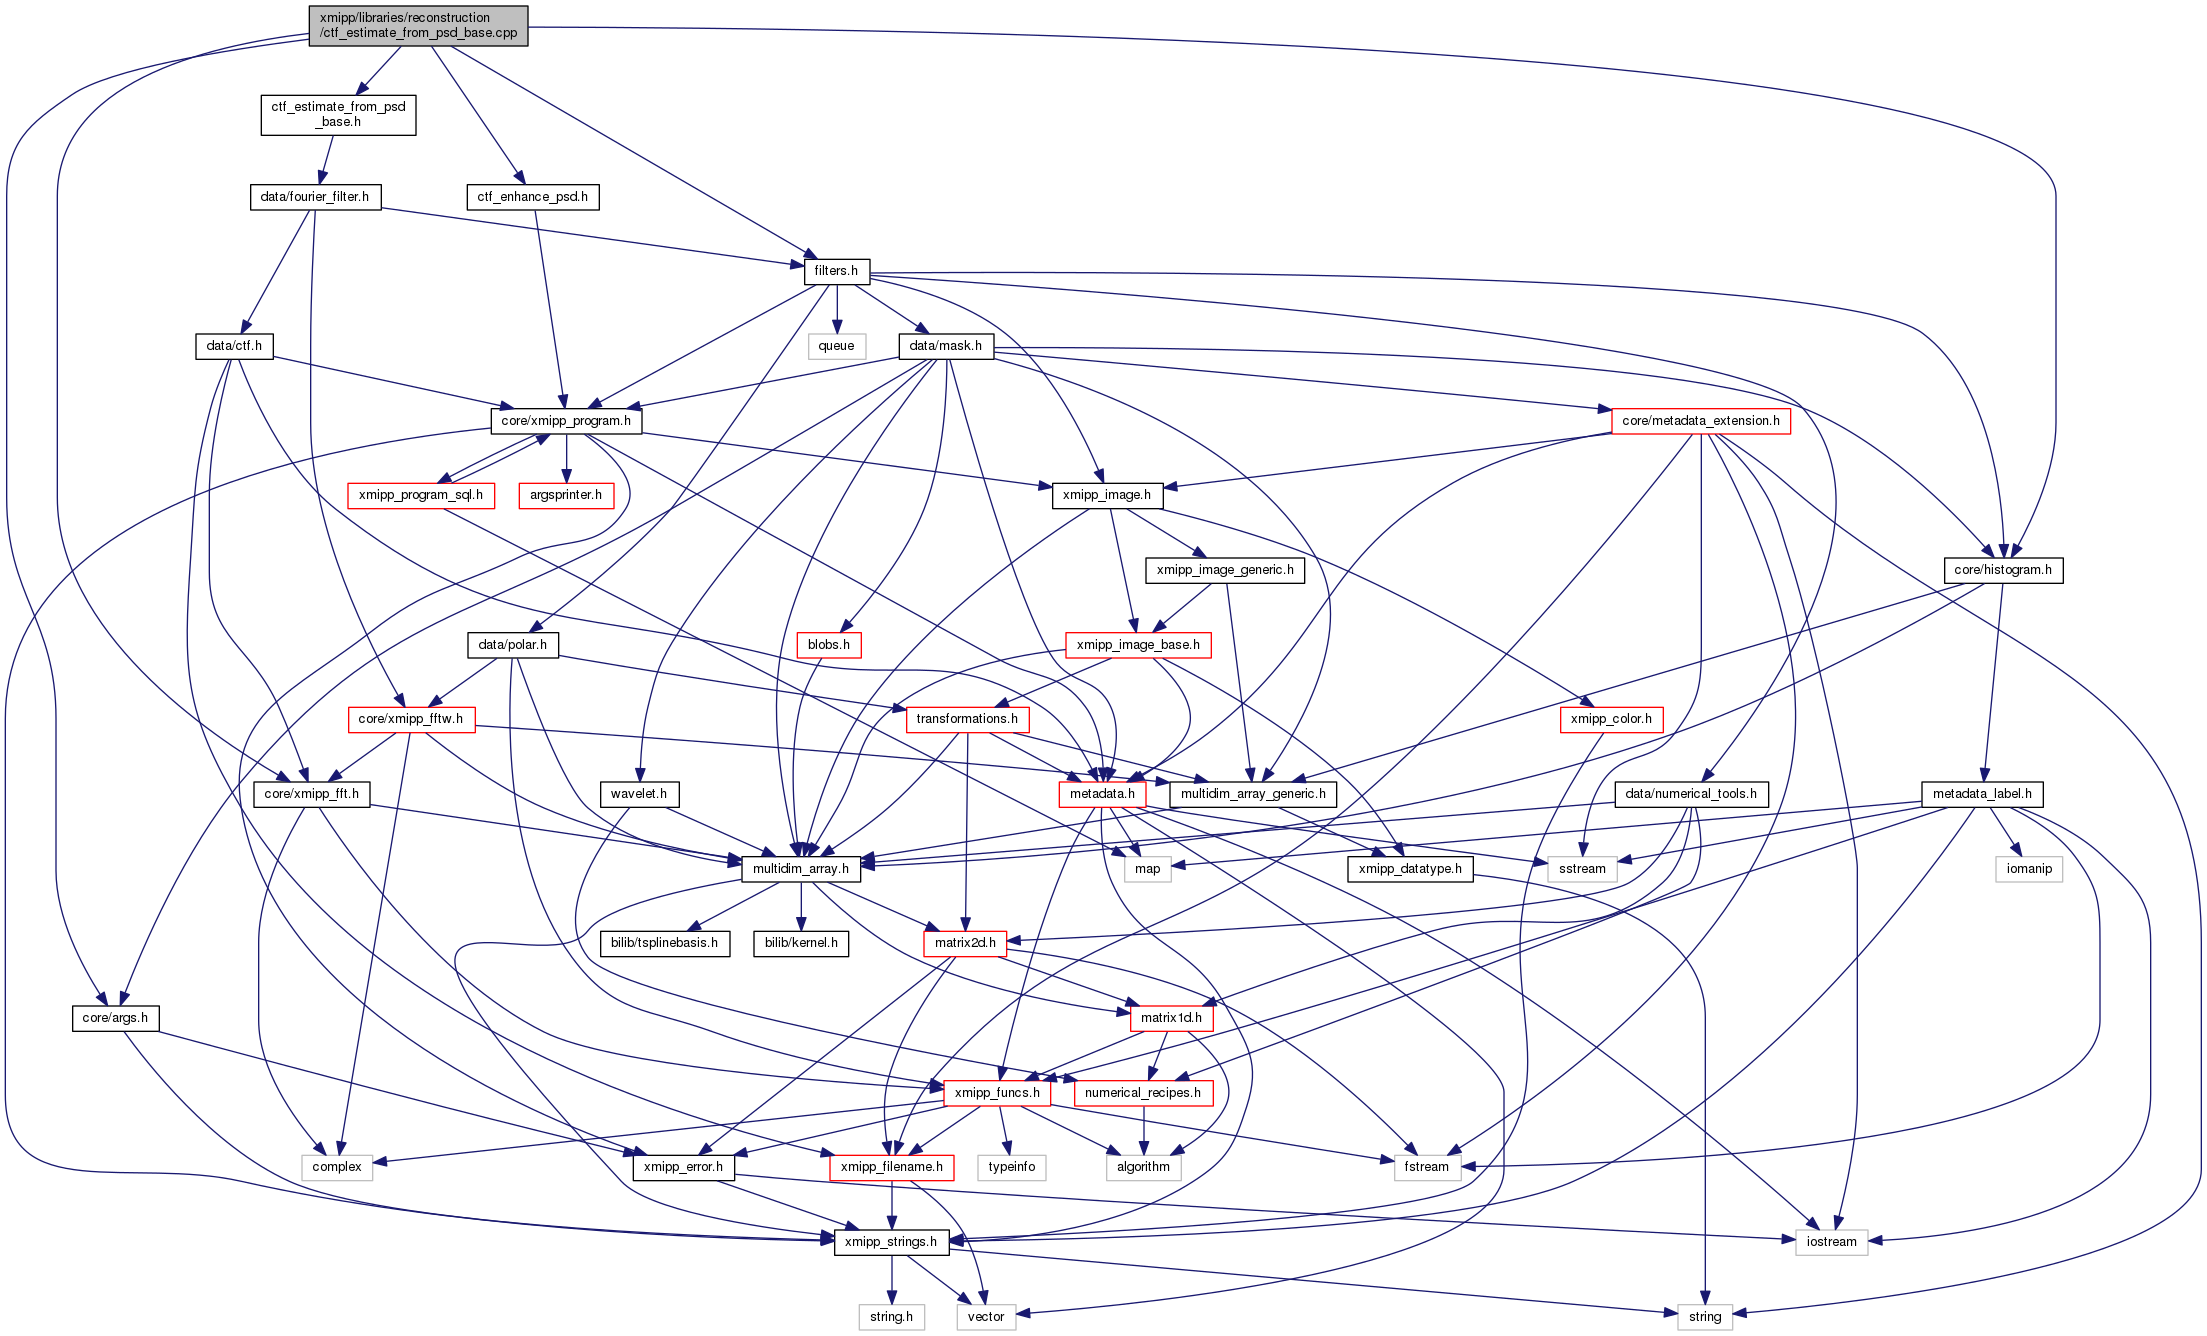 xmipp/libraries/reconstruction
/ctf_estimate_from_psd_base.cpp
ctf_estimate_from_psd
_base.h
data/fourier_filter.h
ctf_enhance_psd.h
filters.h
data/ctf.h
queue
data/mask.h
core/xmipp_program.h
core/metadata_extension.h
xmipp_program_sql.h
argsprinter.h
xmipp_image.h
xmipp_image_generic.h
core/histogram.h
data/polar.h
blobs.h
xmipp_image_base.h
core/xmipp_fftw.h
transformations.h
xmipp_color.h
core/xmipp_fft.h
wavelet.h
metadata.h
multidim_array_generic.h
data/numerical_tools.h
metadata_label.h
multidim_array.h
map
xmipp_datatype.h
sstream
iomanip
bilib/tsplinebasis.h
bilib/kernel.h
matrix2d.h
core/args.h
matrix1d.h
xmipp_funcs.h
numerical_recipes.h
complex
xmipp_error.h
xmipp_filename.h
typeinfo
algorithm
fstream
xmipp_strings.h
iostream
string.h
vector
string